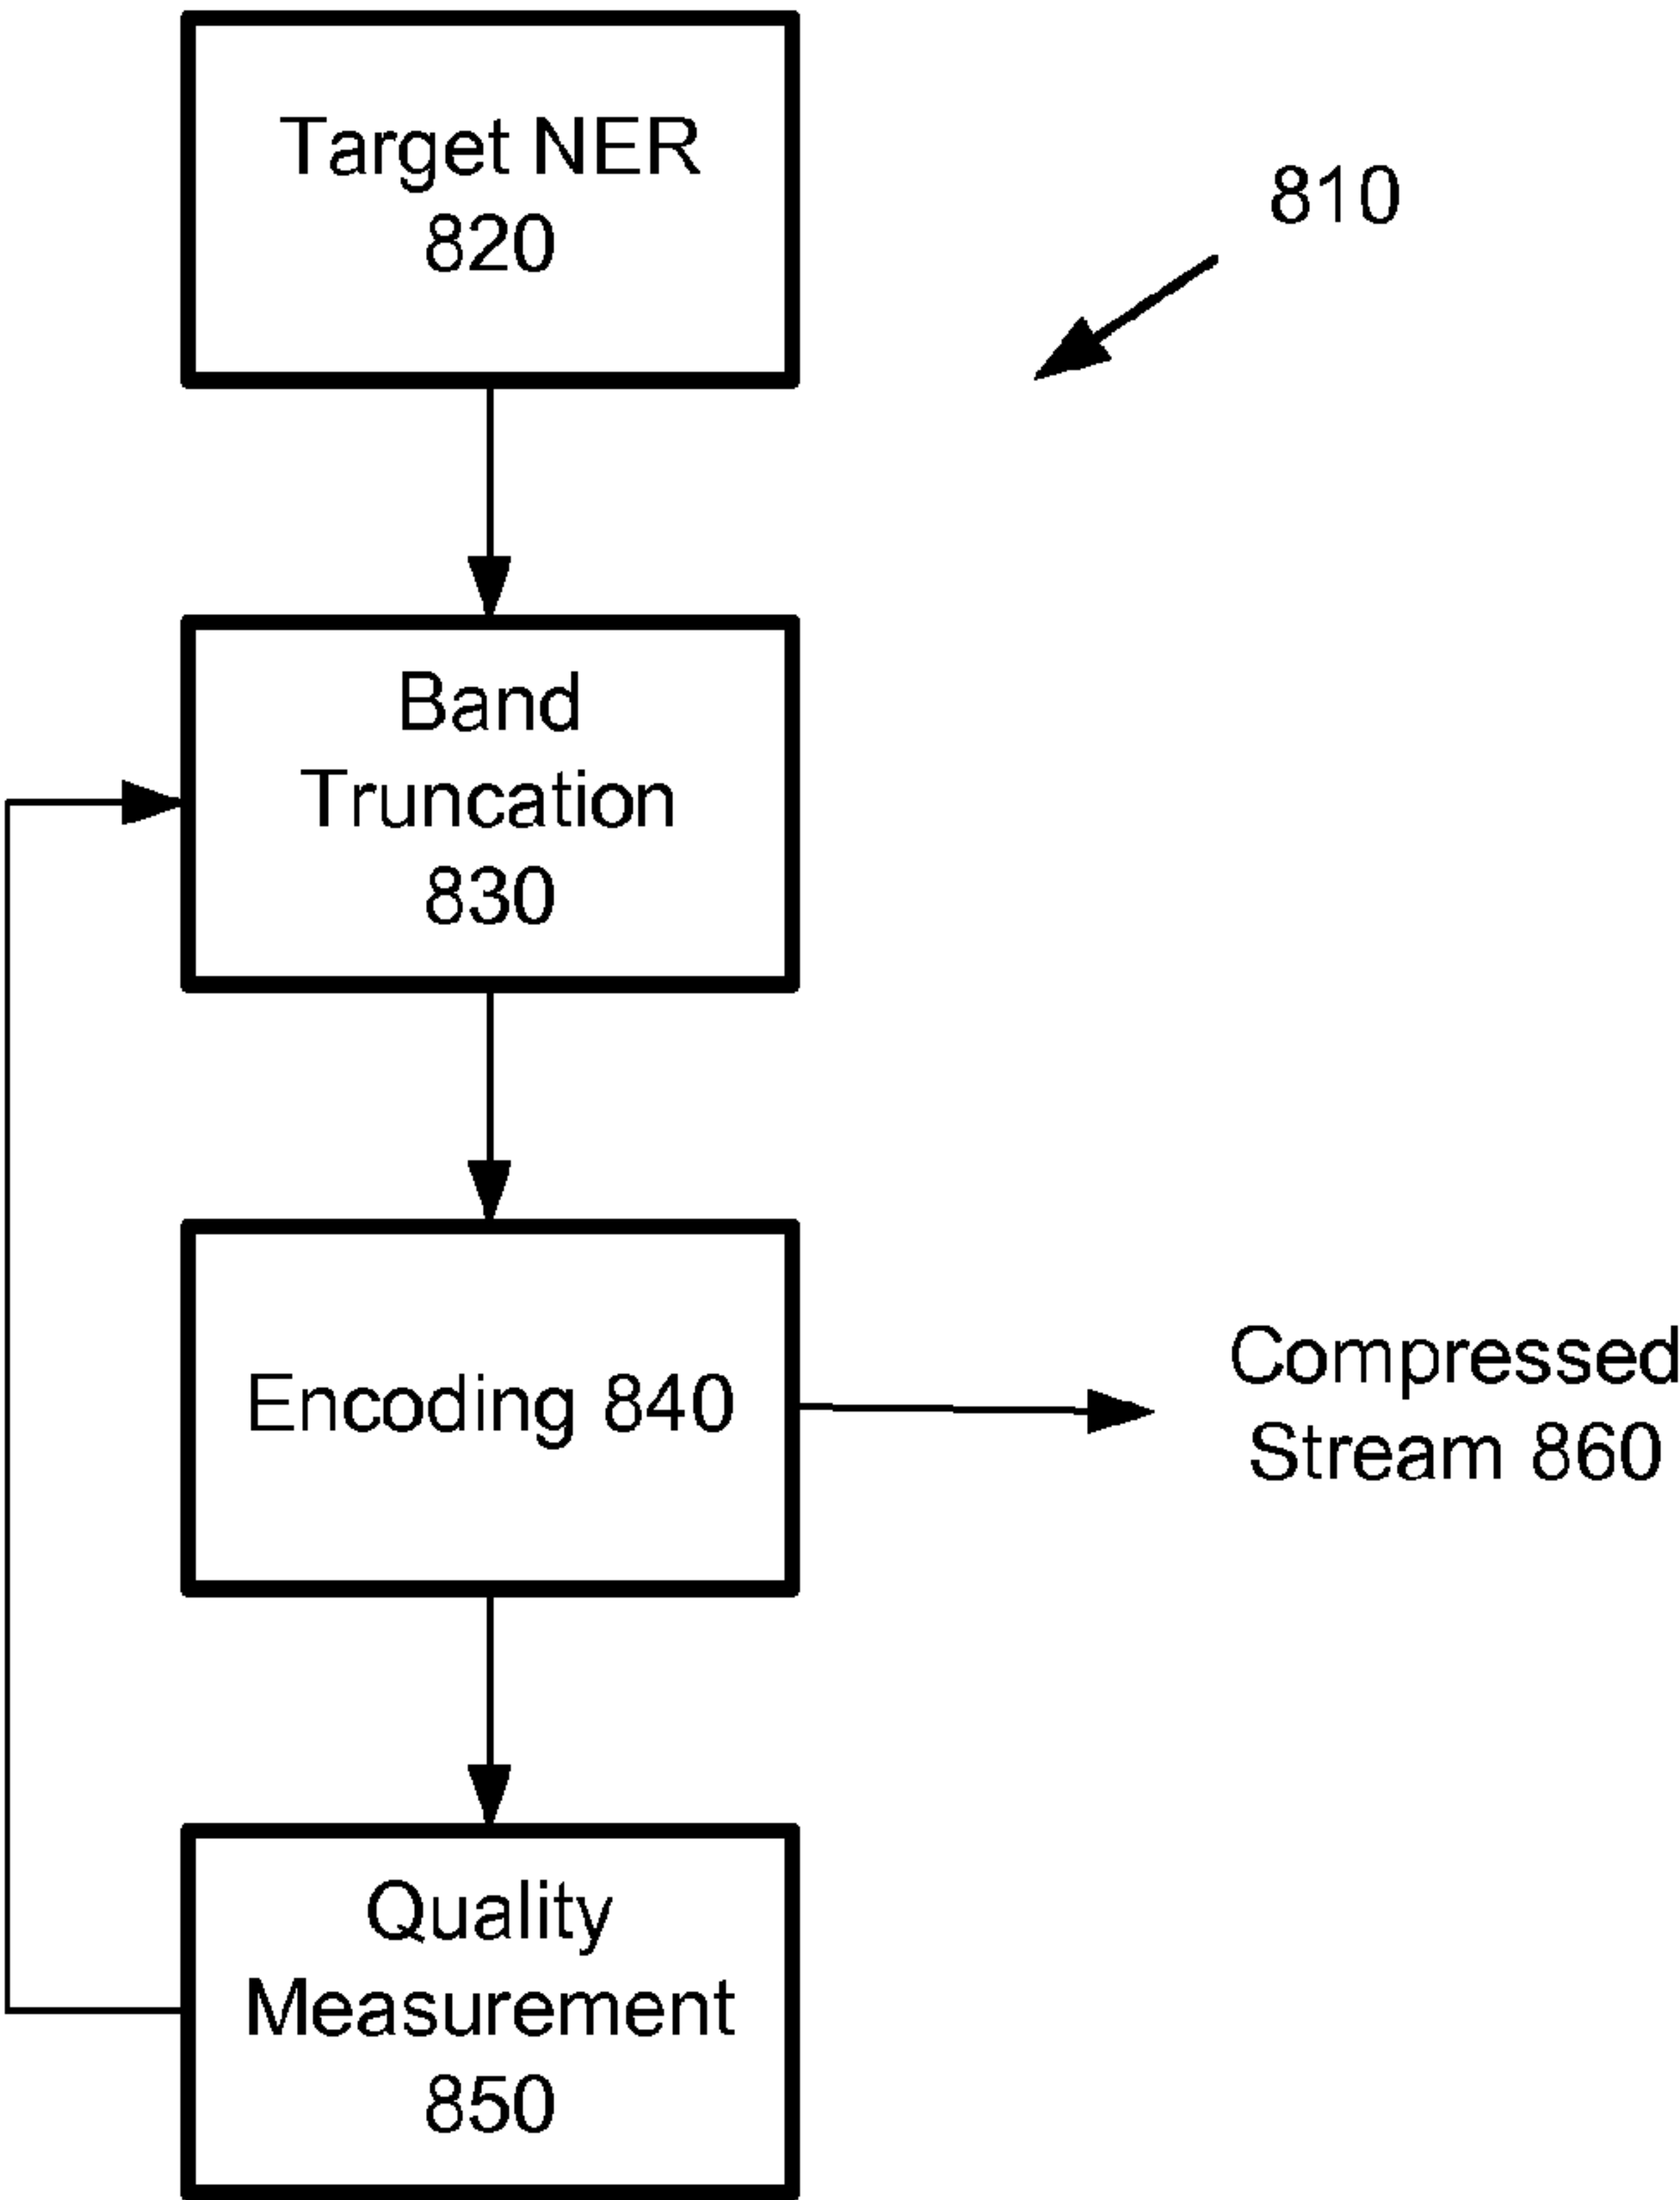 Target NER
820
810
Band
Truncation
830
Encoding 840
Compressed
Stream 860
Quality
Measurement
850